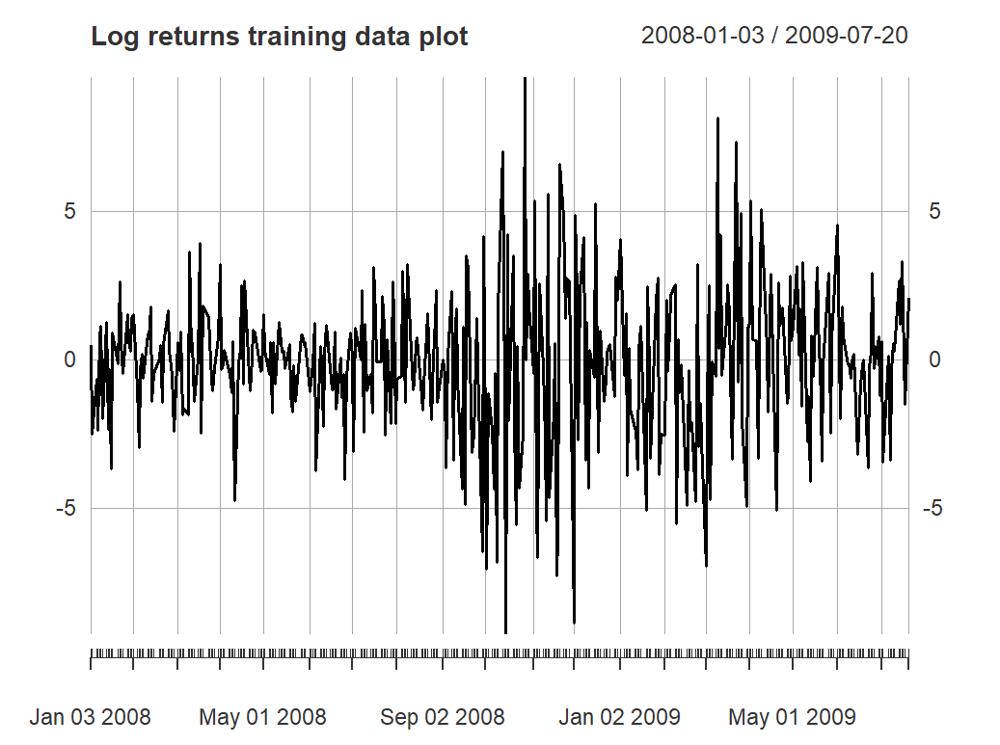 Log returns training data plot 2008-01-03 / 2009-07-20
5 5
0 0
-5 -5
Jan 03 2008 May 01 2008 Sep 02 2008 Jan 02 2009 May 01 2009